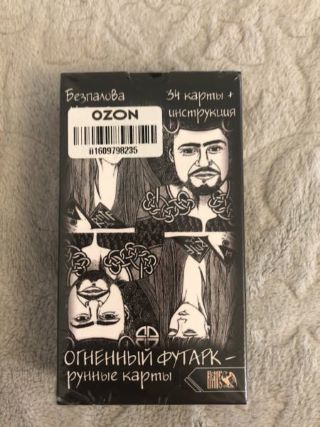 Безпалова
34 карты +
инструкция
OZON
ii1609798235
ОГНЕННЫЙ ФУТАРК –
рунные карты